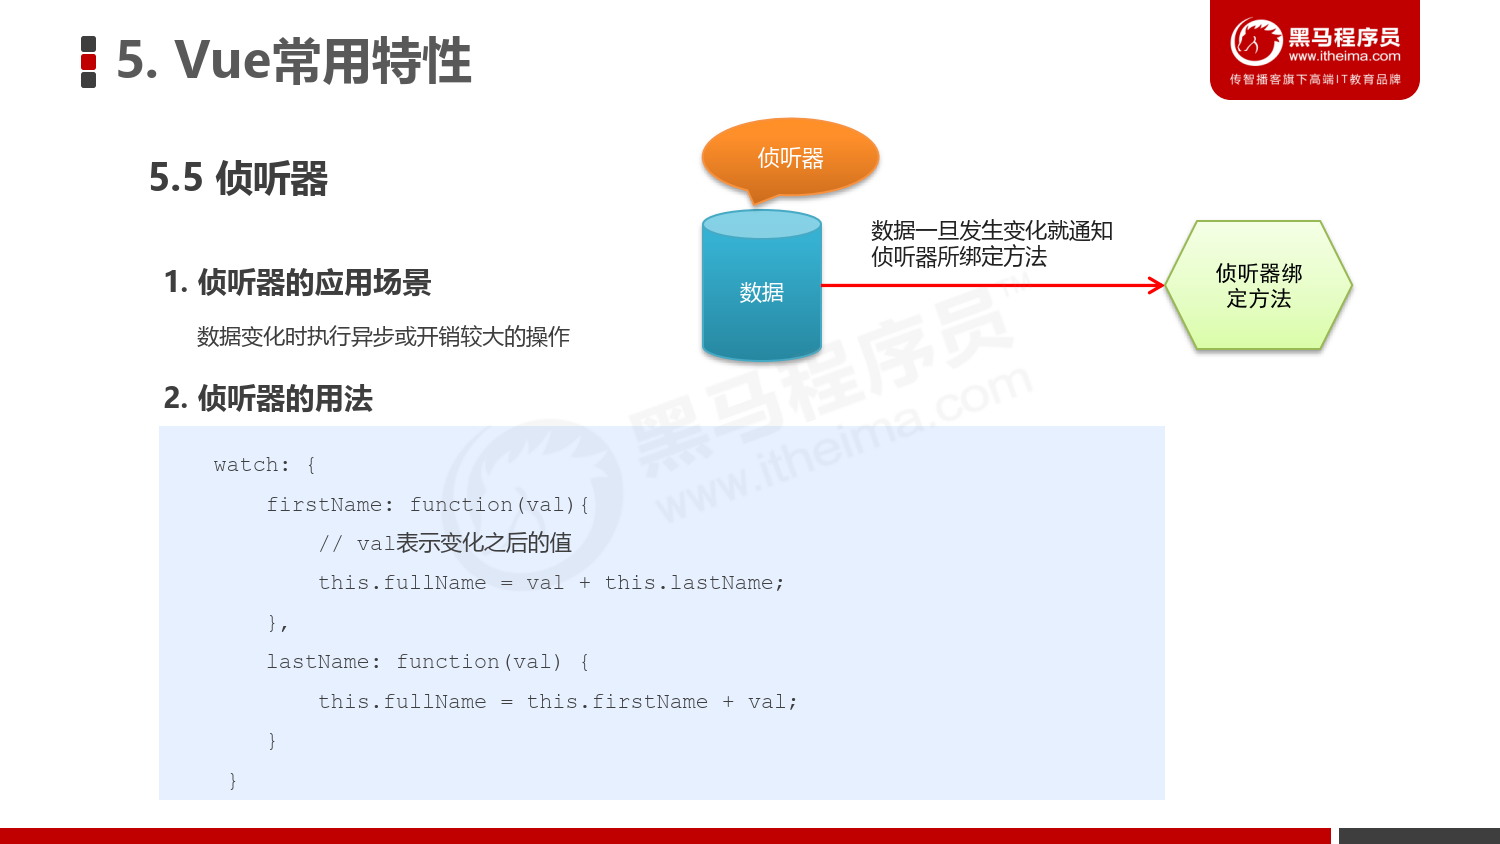 5. Vue常用特性
黑马程序员
www.itheima.com
传智播客旗下高端IT教育品牌
5.5 侦听器
侦听器
数据
数据一旦发生变化就通知
侦听器所绑定方法
侦听器绑
定方法
1. 侦听器的应用场景
数据变化时执行异步或开销较大的操作
2. 侦听器的用法
watch: {
firstName: function(val){
// val表示变化之后的值
this.fullName = val + this.lastName;
},
lastName: function(val) {
this.fullName = this.firstName + val;
}
}
黑马程序员
www.itheima.com